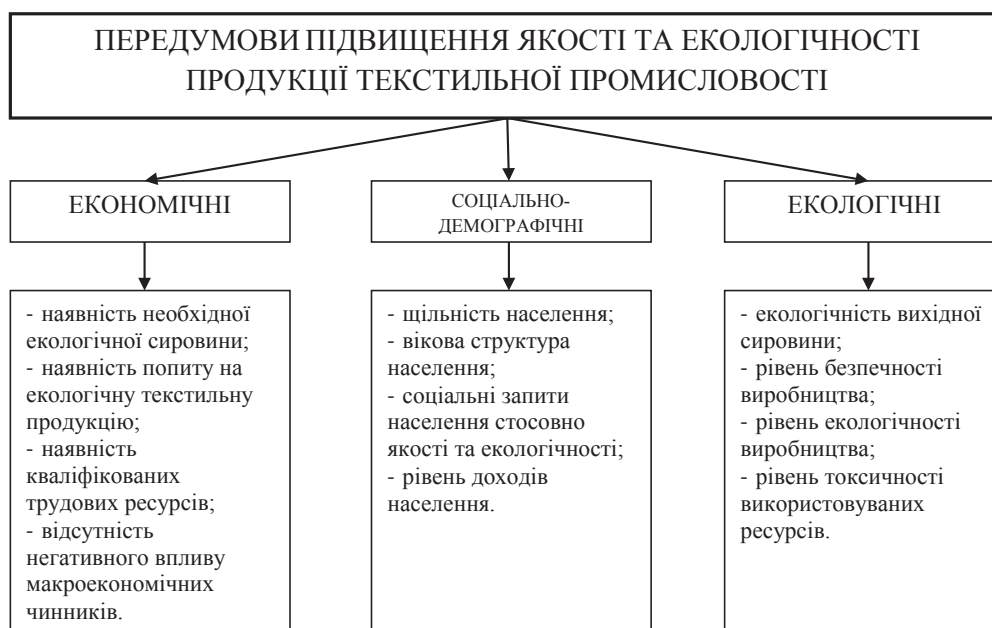 ПЕРЕДУМОВИ ПІДВИЩЕННЯ ЯКОСТІ ТА ЕКОЛОГІЧНОСТІ
ПРОДУКЦІЇ ТЕКСТИЛЬНОЇ ПРОМИСЛОВОСТІ
ЕКОНОМІЧНІ
СОЦІАЛЬНО-
ДЕМОГРАФІЧНІ
ЕКОЛОГІЧНІ
- наявність необхідної
екологічної сировини;
- наявність попиту на
екологічну текстильну
продукцію;
- наявність
кваліфікованих
трудових ресурсів;
- відсутність
негативного впливу
макроекономічних
чинників.
- щільність населення;
- вікова структура
населення;
- соціальні запити
населення стосовно
якості та екологічності;
- рівень доходів
населення.
- екологічність вихідної
сировини;
- рівень безпечності
виробництва;
- рівень екологічності
виробництва;
- рівень токсичності
використовуваних
ресурсів.